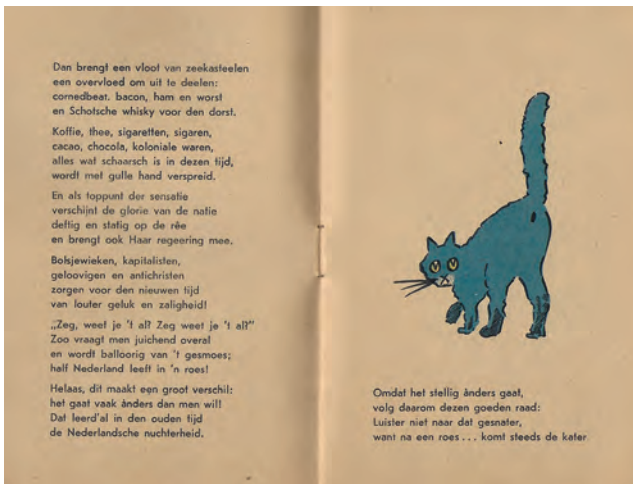 Dan brengt een vloot van zeekasteelen
een overvloed om uit te deelen:
cornedbeat, bacon, ham en worst
en Schotsche whisky voor den dorst.
Koffie, thee, sigaretten, sigaren,
cacao, chocola, koloniale waren,
alles wat schaarsch is in dezen tijd,
wordt met gulle hand verspreid.
En als toppunt der sensatie
verschijnt de glorie van de natie
deftig en statig op de rêe
en brengt ook Haar regeering mee.
Bolsjewieken, kapitalisten,
geloovigen en antichristen
zorgen voor den nieuwen tijd
van louter geluk en zaligheid!
„Zeg, weet je 't al? Zeg weet je 't al?”
Zoo vraagt men juichend overal
en wordt balloorig van 't gesmoes;
half Nederland leeft in 'n roes!
Helaas, dit maakt een groot verschil:
het gaat vaak ànders dan men wil!
Dat leerd'al in den ouden tijd
de Nederlandsche nuchterheid.
Omdat het stellig ànders gaat,
volg daarom dezen goeden raad:
Luister niet naar dat gesnater,
want na een roes ... komt steeds de kater